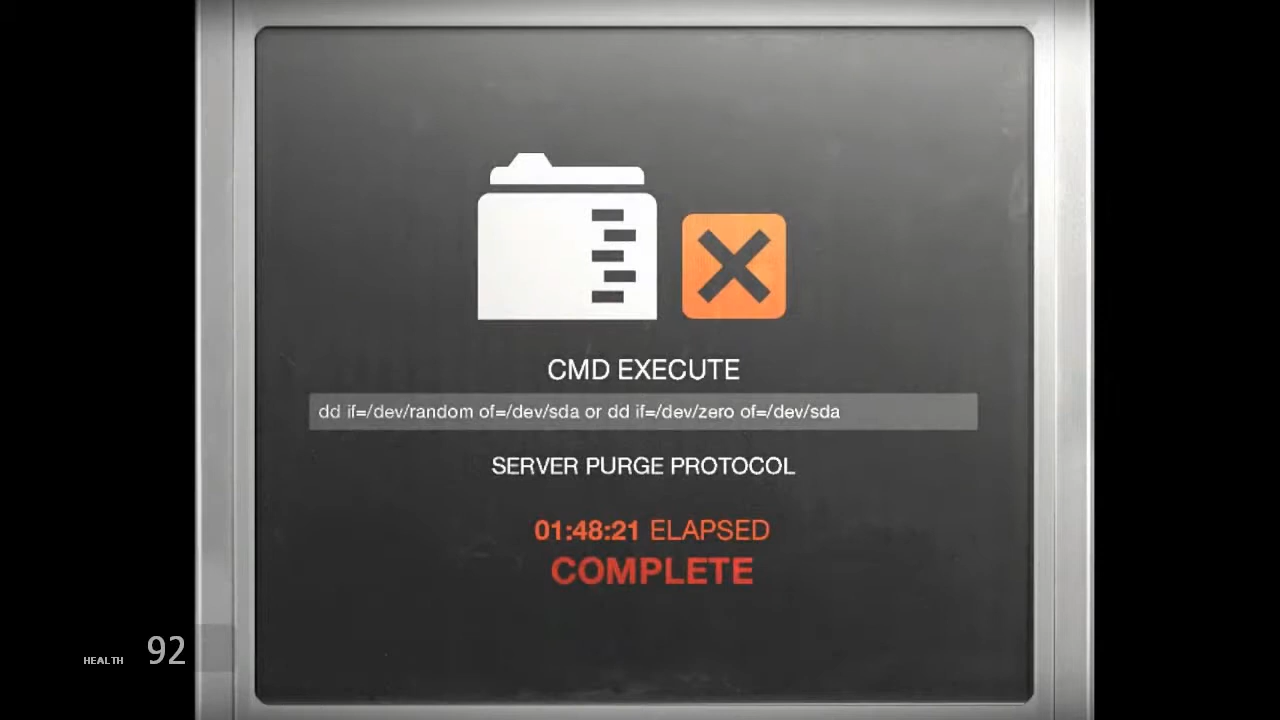 CMD EXECUTE
dd if=/dev/random of=/dev/sda or dd if=/dev/zero of=/dev/sda
SERVER PURGE PROTOCOL
01:48:21 ELAPSED
COMPLETE
HEALTH 92